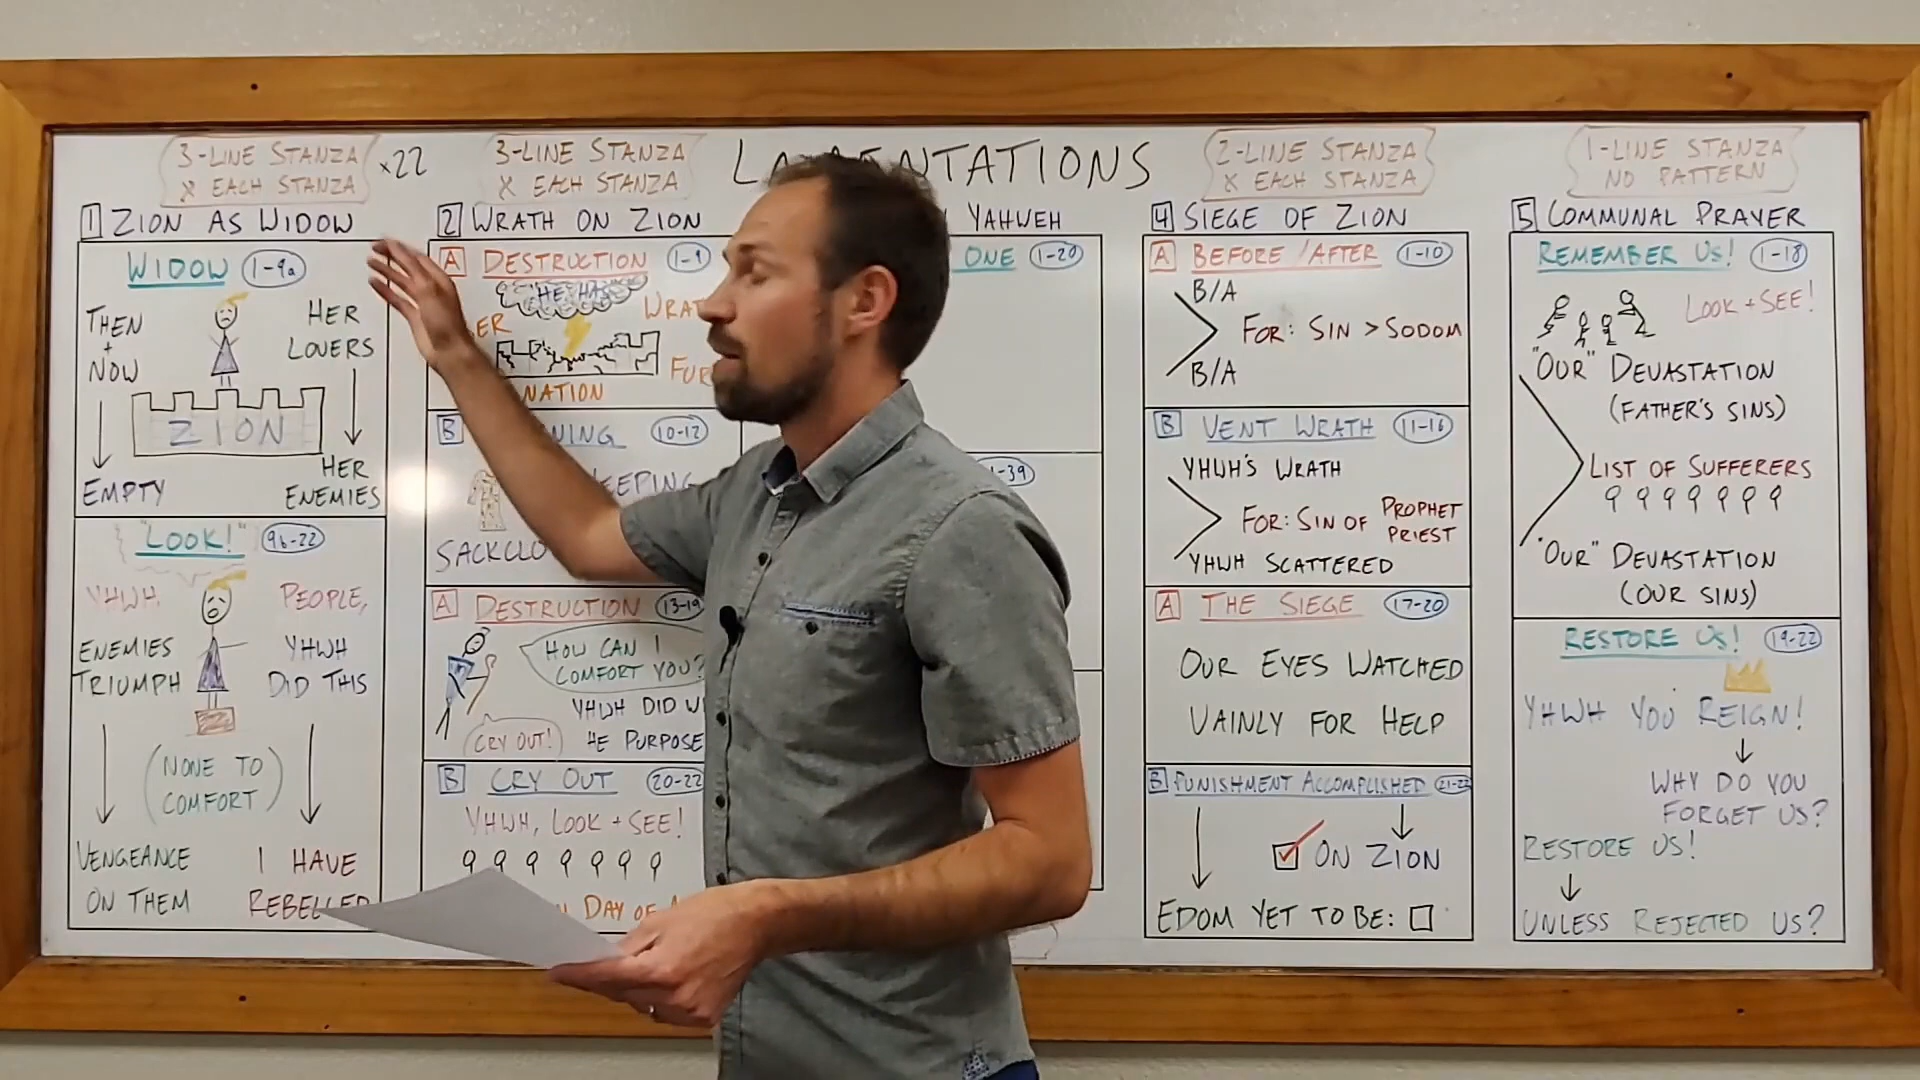 3-LINE STANZA
א EACH STANZA
×22
3-LINE STANZA
א EACH STANZA
2-LINE STANZA
א EACH STANZA
1-LINE STANZA
NO PATTERN
1 ZION AS WIDOW
WIDOW 1-9a
THEN
+
NOW
EMPTY
HER
LOVERS
HER
ENEMIES
ZION
"LOOK!" 9b-22
YHWH,
ENEMIES
TRIUMPH
VENGEANCE
ON THEM
PEOPLE,
YHWH
DID THIS
I HAVE
REBELLED
(NONE TO
COMFORT)
2 WRATH ON ZION
A DESTRUCTION 1-9
"HE HAS
B 10-12
SACKCLO
A DESTRUCTION 13-19
HOW CAN I
COMFORT YOU?
YHWH DID W
HE PURPOSE
CRY OUT!
B CRY OUT 20-22
YHWH, LOOK + SEE!
DAY OF
YAHWEH
ONE 1-20
-39
4 SIEGE OF ZION
A BEFORE/AFTER 1-10
B/A
FOR: SIN > SODOM
B/A
B VENT WRATH 11-16
YHWH'S WRATH
FOR: SIN OF PROPHET
PRIEST
YHWH SCATTERED
A THE SIEGE 17-20
OUR EYES WATCHED
VAINLY FOR HELP
B PUNISHMENT ACCOMPLISHED 21-22
ON ZION
EDOM YET TO BE:
5 COMMUNAL PRAYER
REMEMBER US! 1-18
LOOK + SEE!
"OUR" DEVASTATION
(FATHER'S SINS)
LIST OF SUFFERERS
"OUR" DEVASTATION
(OUR SINS)
RESTORE US! 19-22
YHWH YOU REIGN!
WHY DO YOU
FORGET US?
RESTORE US!
UNLESS REJECTED US?